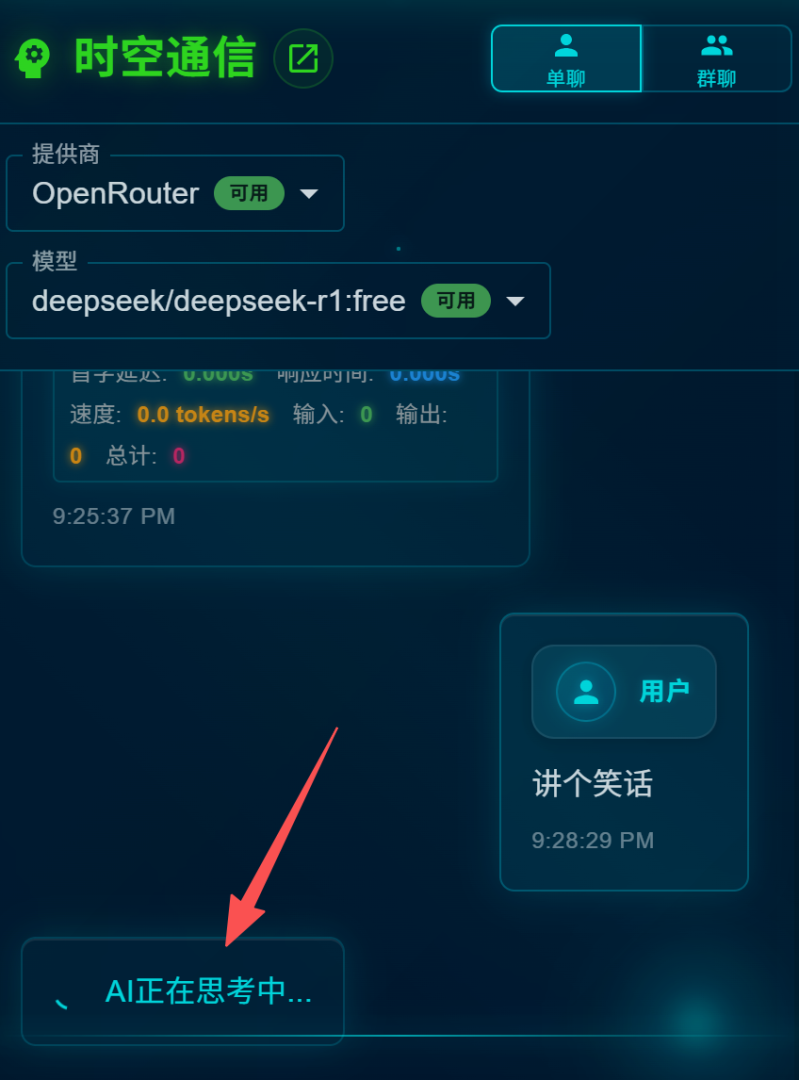 时空通信
单聊
群聊
提供商
OpenRouter 可用
模型
deepseek/deepseek-r1:free 可用
首字延迟: 0.000s 响应时间: 0.000s
速度: 0.0 tokens/s 输入: 0 输出:
0 总计: 0
9:25:37 PM
用户
讲个笑话
9:28:29 PM
AI正在思考中...